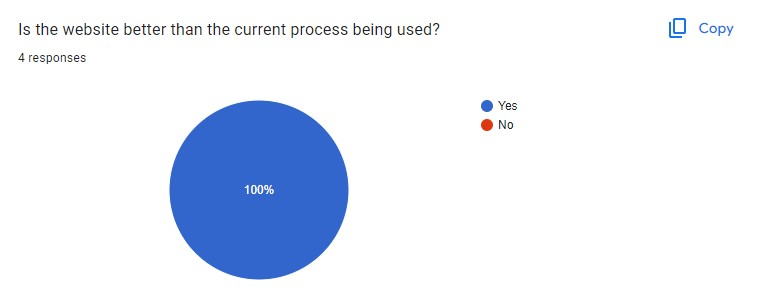 Is the website better than the current process being used?
Copy
4 responses
Yes
No
100%